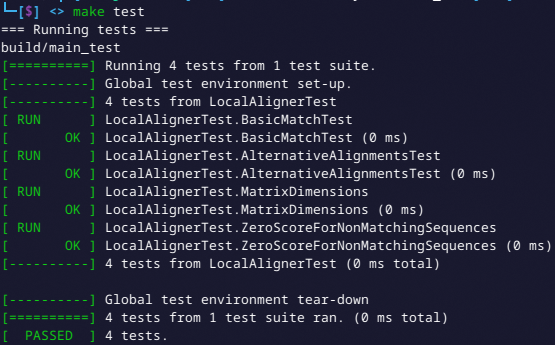 └─[$] <> make test
=== Running tests ===
build/main_test
[==========] Running 4 tests from 1 test suite.
[----------] Global test environment set-up.
[----------] 4 tests from LocalAlignerTest
[ RUN      ] LocalAlignerTest.BasicMatchTest
[       OK ] LocalAlignerTest.BasicMatchTest (0 ms)
[ RUN      ] LocalAlignerTest.AlternativeAlignmentsTest
[       OK ] LocalAlignerTest.AlternativeAlignmentsTest (0 ms)
[ RUN      ] LocalAlignerTest.MatrixDimensions
[       OK ] LocalAlignerTest.MatrixDimensions (0 ms)
[ RUN      ] LocalAlignerTest.ZeroScoreForNonMatchingSequences
[       OK ] LocalAlignerTest.ZeroScoreForNonMatchingSequences (0 ms)
[----------] 4 tests from LocalAlignerTest (0 ms total)

[----------] Global test environment tear-down
[==========] 4 tests from 1 test suite ran. (0 ms total)
[  PASSED  ] 4 tests.